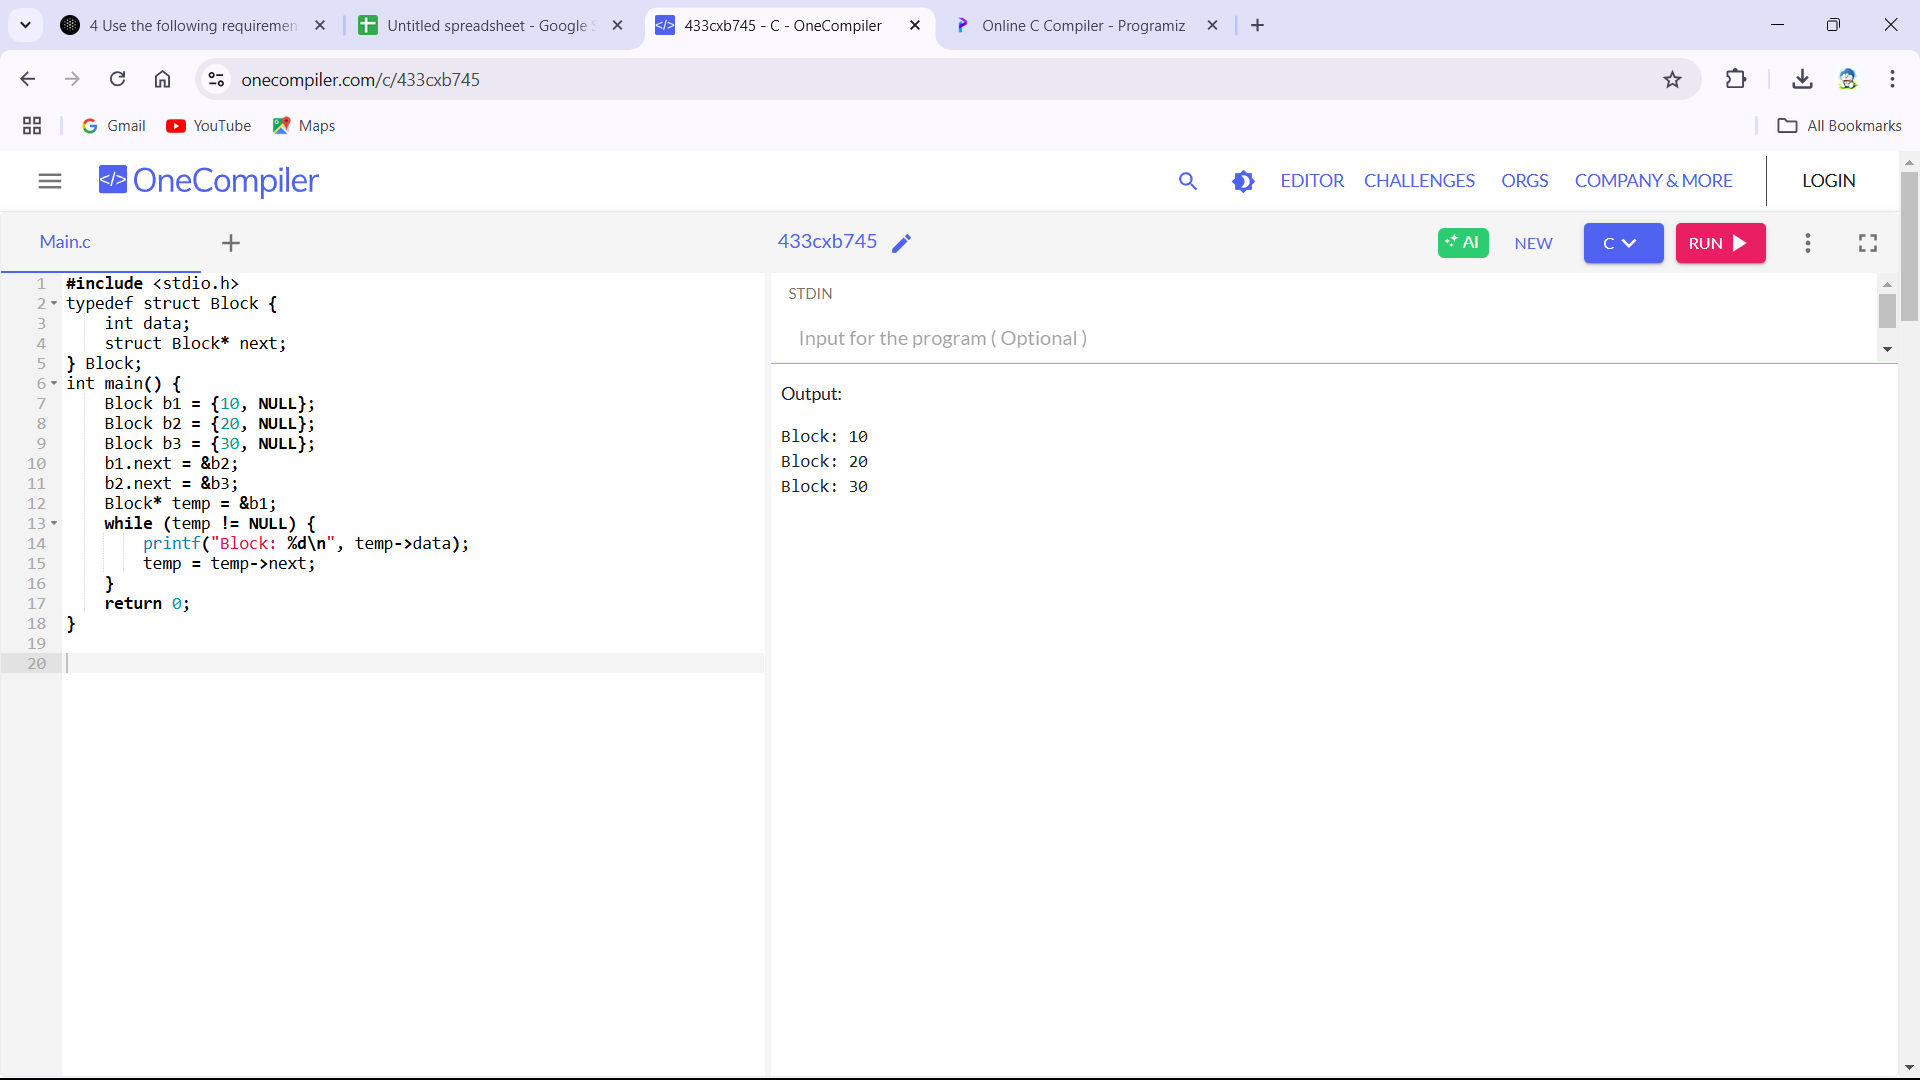 4 Use the following requiremen
Untitled spreadsheet - Google S
433cxb745 - C - OneCompiler
Online C Compiler - Programiz
onecompiler.com/c/433cxb745
Gmail
YouTube
Maps
All Bookmarks
</> OneCompiler
EDITOR
CHALLENGES
ORGS
COMPANY & MORE
LOGIN
Main.c
433cxb745
AI
NEW
C
RUN
1 #include <stdio.h>
2 typedef struct Block {
3     int data;
4     struct Block* next;
5 } Block;
6 int main() {
7     Block b1 = {10, NULL};
8     Block b2 = {20, NULL};
9     Block b3 = {30, NULL};
10     b1.next = &b2;
11     b2.next = &b3;
12     Block* temp = &b1;
13     while (temp != NULL) {
14         printf("Block: %d\n", temp->data);
15         temp = temp->next;
16     }
17     return 0;
18 }
19
20
STDIN
Input for the program ( Optional )
Output:
Block: 10
Block: 20
Block: 30